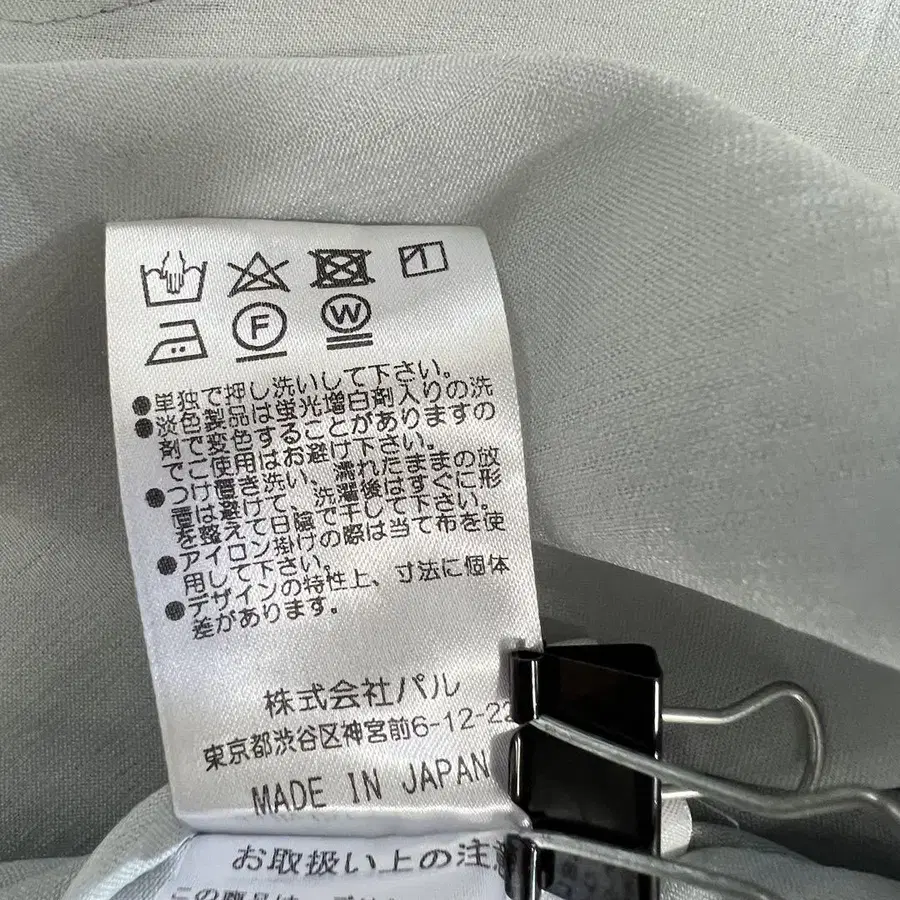 F W
●単独で押し洗いして下さい。
●淡色製品は蛍光増白剤入りの洗
剤で変色することがありますの
でご使用はお避け下さい。
●つけ置き洗い、濡れたままの放
置は避けて、洗濯後はすぐに形
を整えて日陰で干して下さい。
●アイロン掛けの際は当て布を使
用して下さい。
●デザインの特性上、寸法に個体
差があります。
株式会社パル
東京都渋谷区神宮前6-12-22
MADE IN JAPAN
お取扱い上の注意
この商品は、